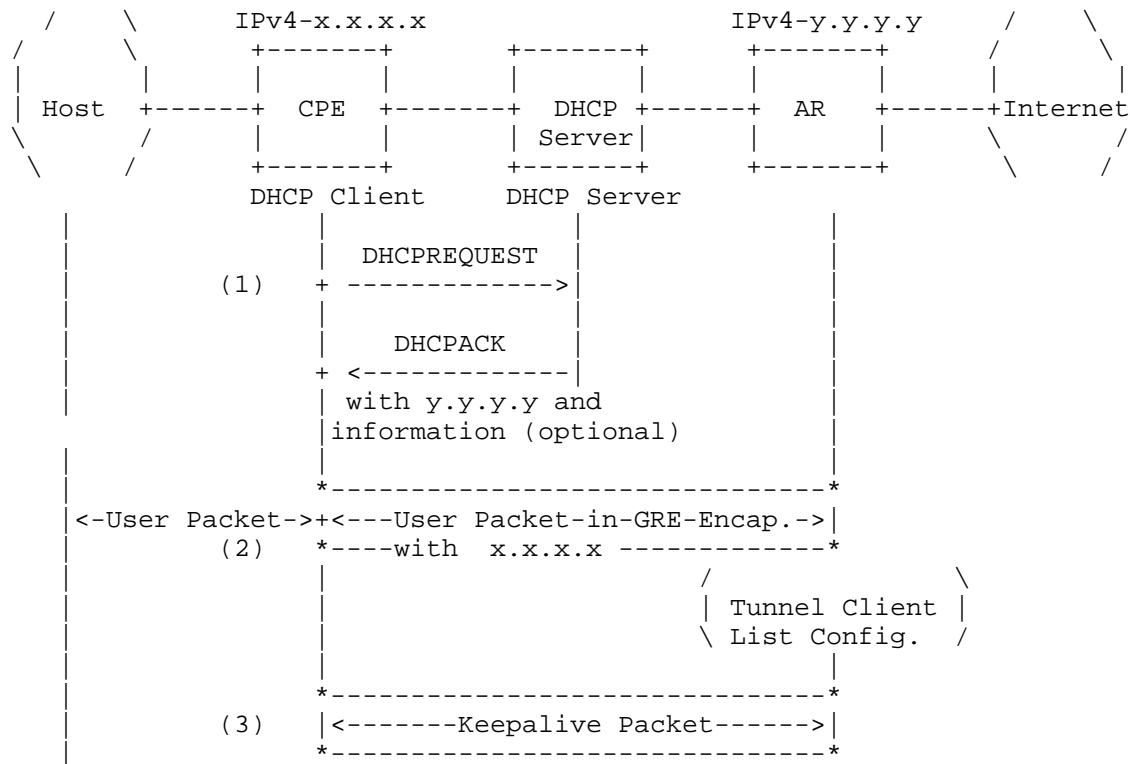 IPv4-x.x.x.x IPv4-y.y.y.y
Host CPE DHCP AR Internet
Server
DHCP Client DHCP Server
DHCPREQUEST
(1)
DHCPACK
with y.y.y.y and
information (optional)
<-User Packet->+<---User Packet-in-GRE-Encap.->
(2) *----with x.x.x.x -------------*
Tunnel Client
List Config.
(3) |<-------Keepalive Packet------>|